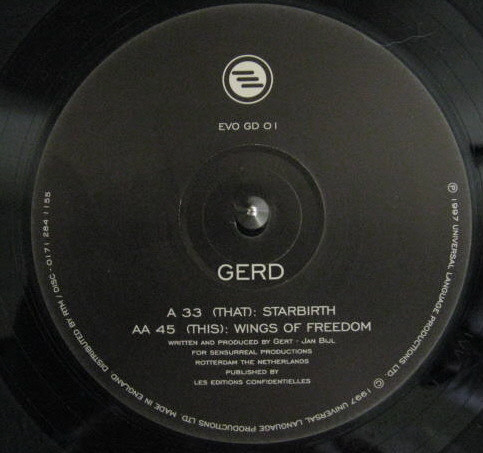 EVO GD 01
GERD
A 33 (THAT): STARBIRTH
AA 45 (THIS): WINGS OF FREEDOM
WRITTEN AND PRODUCED BY GERT - JAN BIJL
FOR SENSURREAL PRODUCTIONS
ROTTERDAM THE NETHERLANDS
PUBLISHED BY
LES EDITIONS CONFIDENTIELLES
℗ 1997 UNIVERSAL LANGUAGE PRODUCTIONS LTD © 1997 UNIVERSAL LANGUAGE PRODUCTIONS LTD MADE IN ENGLAND DISTRIBUTED BY RTM / DISC - 0171 284 1155